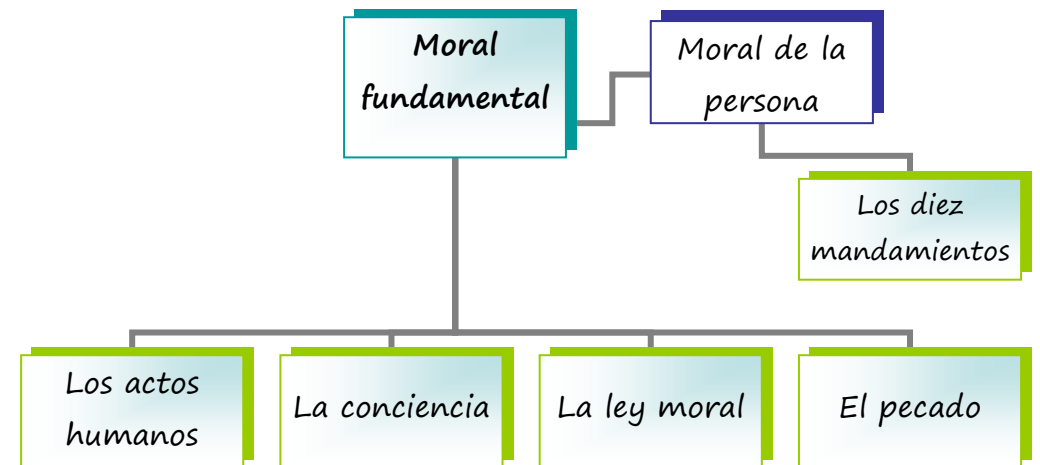 Moral
fundamental
Moral de la
persona
Los diez
mandamientos
Los actos
humanos
La conciencia
La ley moral
El pecado